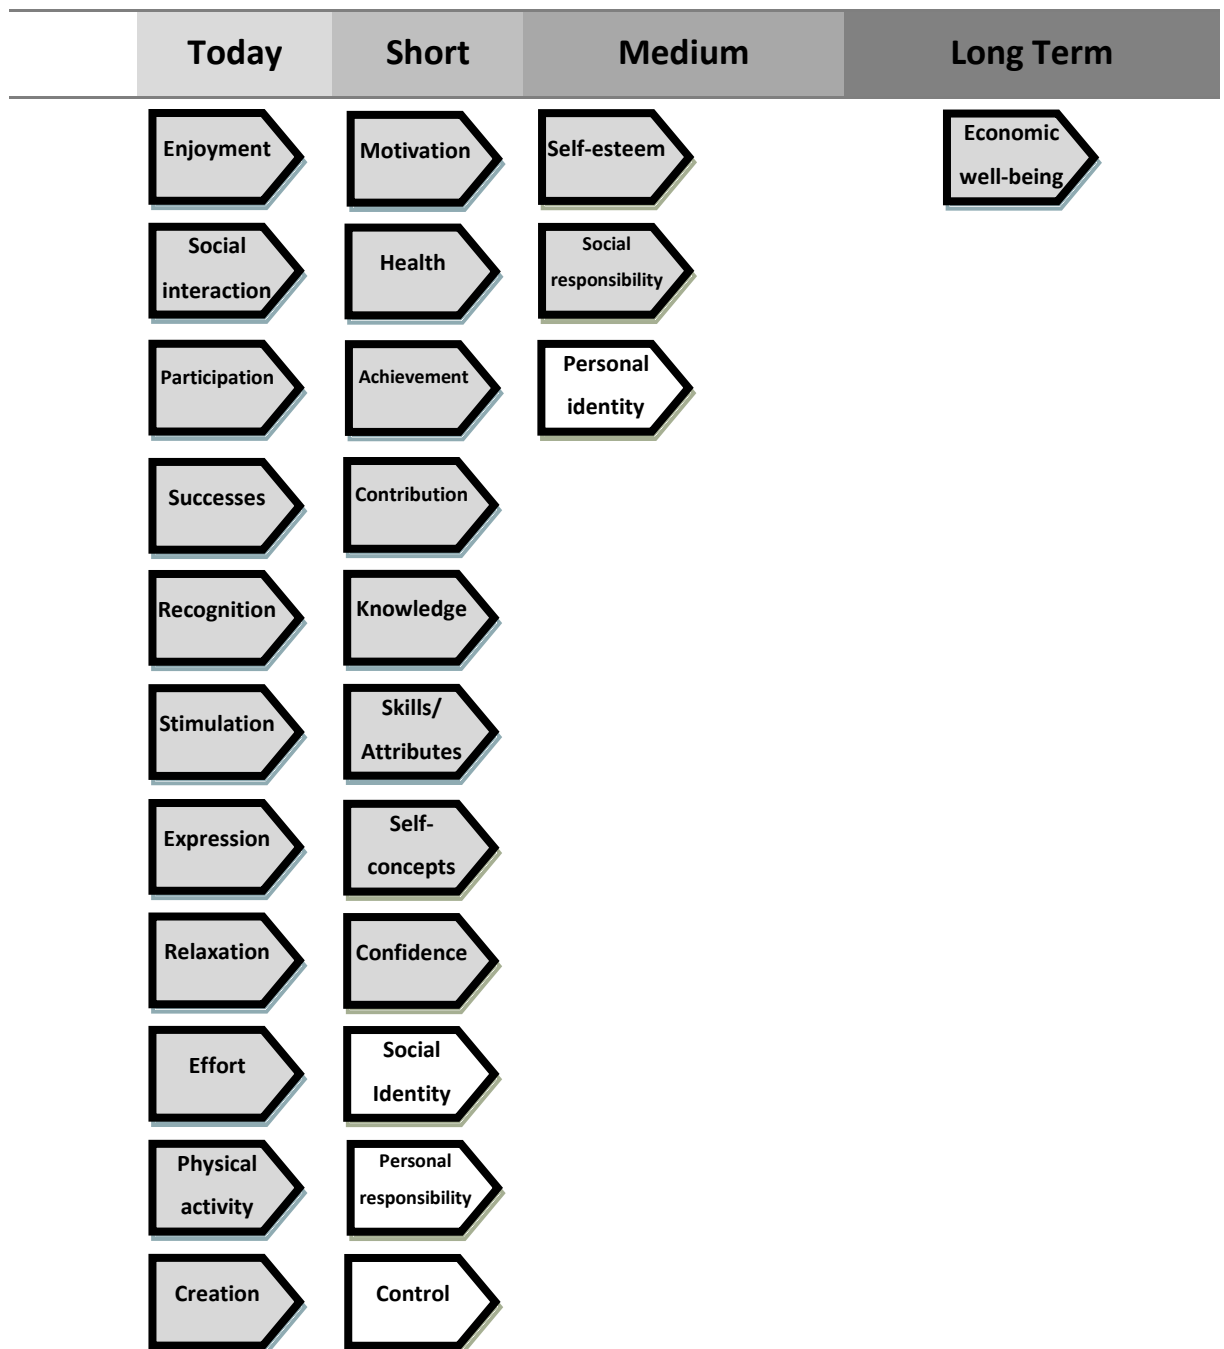 Today Short Medium Long Term
Enjoyment Motivation Self-esteem Economic
well-being
Social
interaction
Health
Social
responsibility
Participation Achievement Personal
identity
Successes Contribution
Recognition Knowledge
Stimulation Skills/
Attributes
Expression Self-
concepts
Relaxation Confidence
Effort Social
Identity
Physical
activity
Personal
responsibility
Creation Control